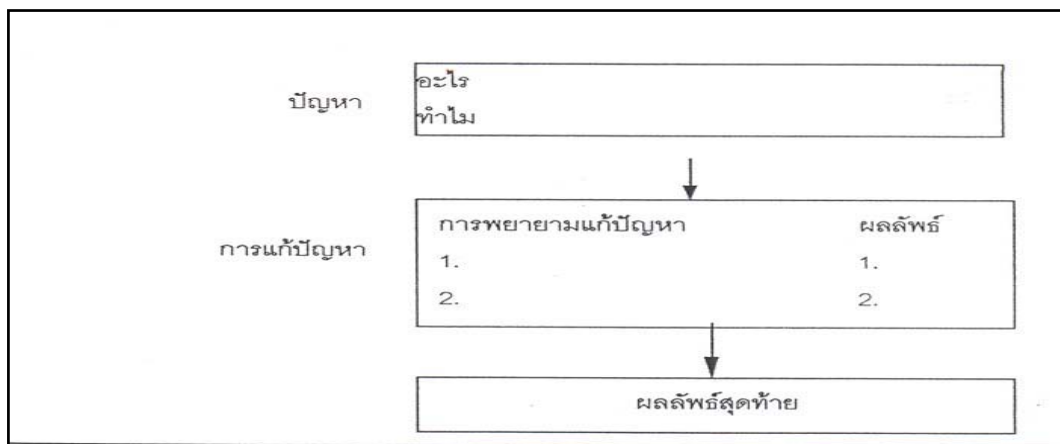 อะไร
ปัญหา
ทำไม
การพยายามแก้ปัญหา ผลลัพธ์
การแก้ปัญหา
1. 1.
2. 2.
ผลลัพธ์สุดท้าย